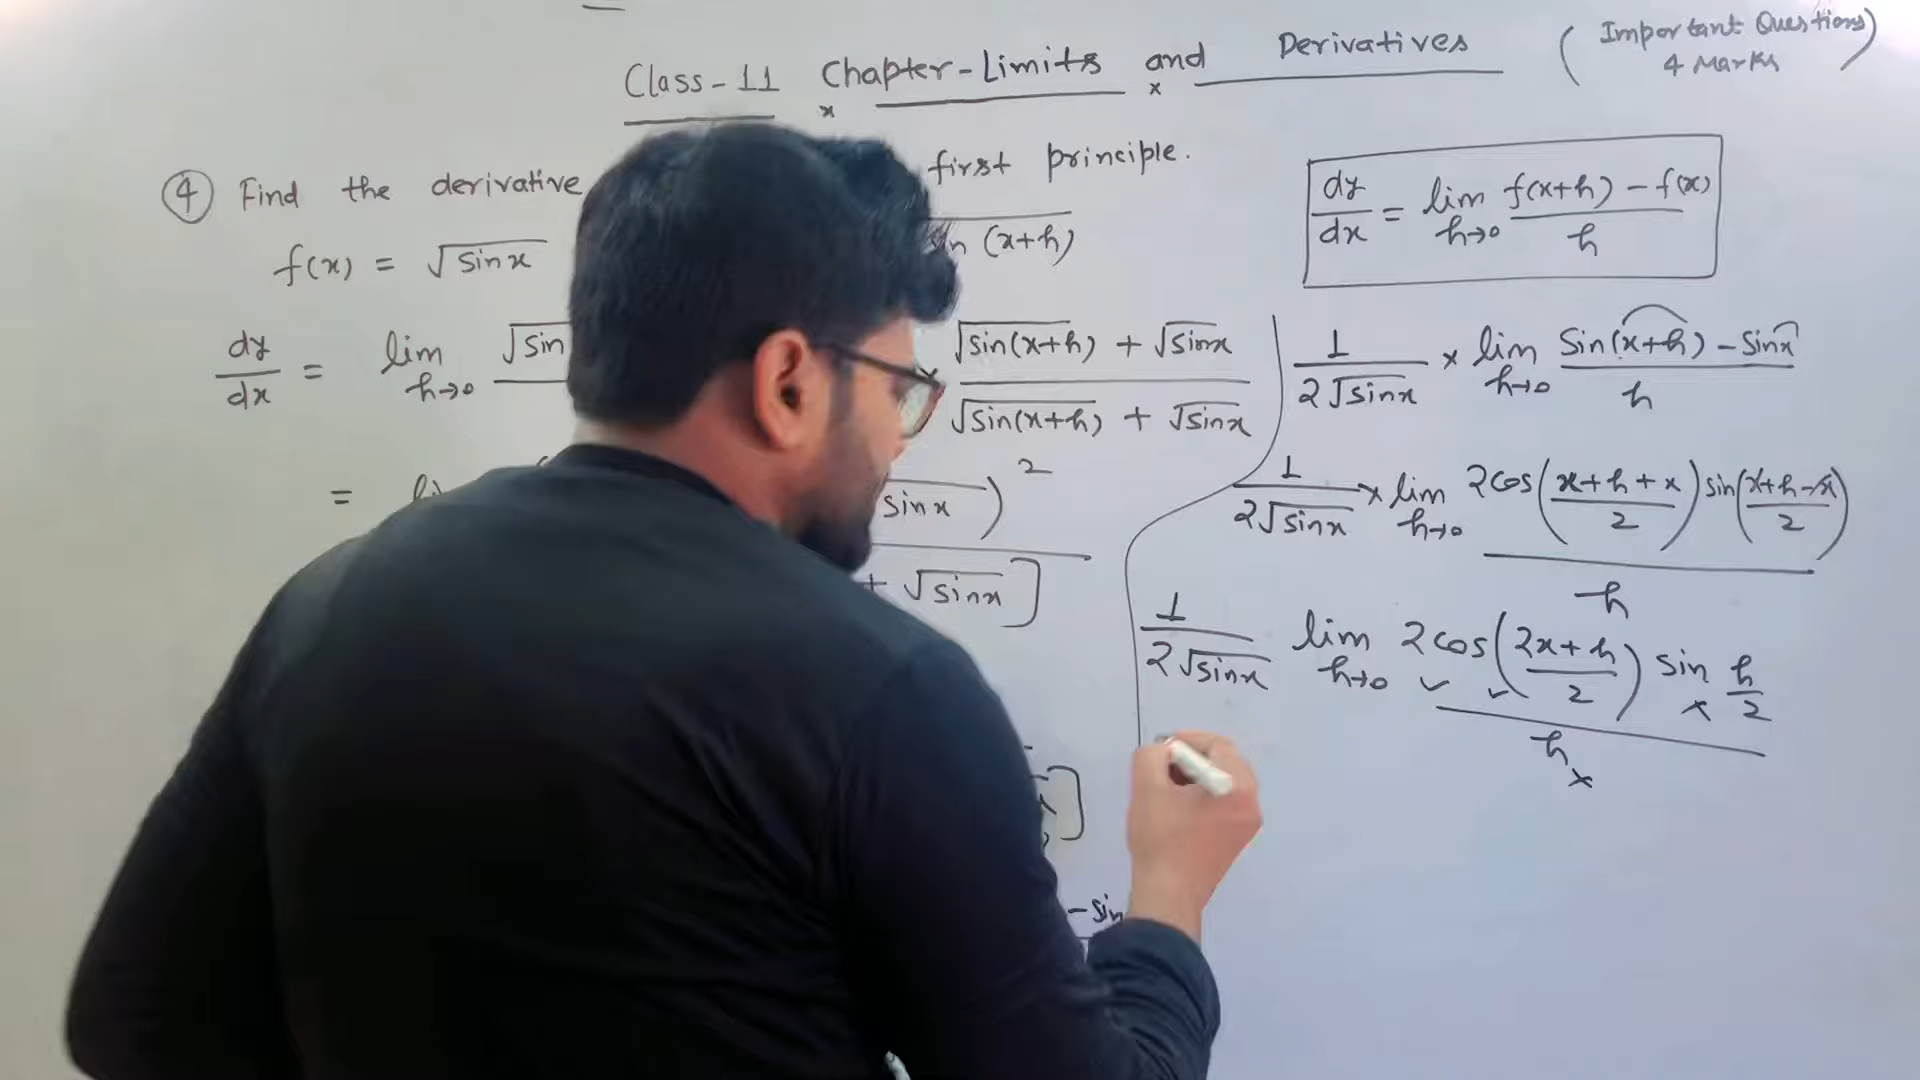 Class-11 Chapter-Limits and Derivatives (Important Questions) 4 Marks
④ Find the derivative first principle.
f(x) = √sinx (x+h)
dy/dx = lim h→0 √sin √sin(x+h) + √sinx / √sin(x+h) + √sinx
= sinx)²
+ √sinx]
-sin
dy/dx = lim h→0 f(x+h) - f(x) / h
1/2√sinx × lim h→0 Sin(x+h) - Sinx / h
1/2√sinx × lim h→0 2cos(x+h+x / 2) sin(x+h-x / 2) / h
1/2√sinx lim h→0 2cos(2x+h / 2) sin h/2 / h